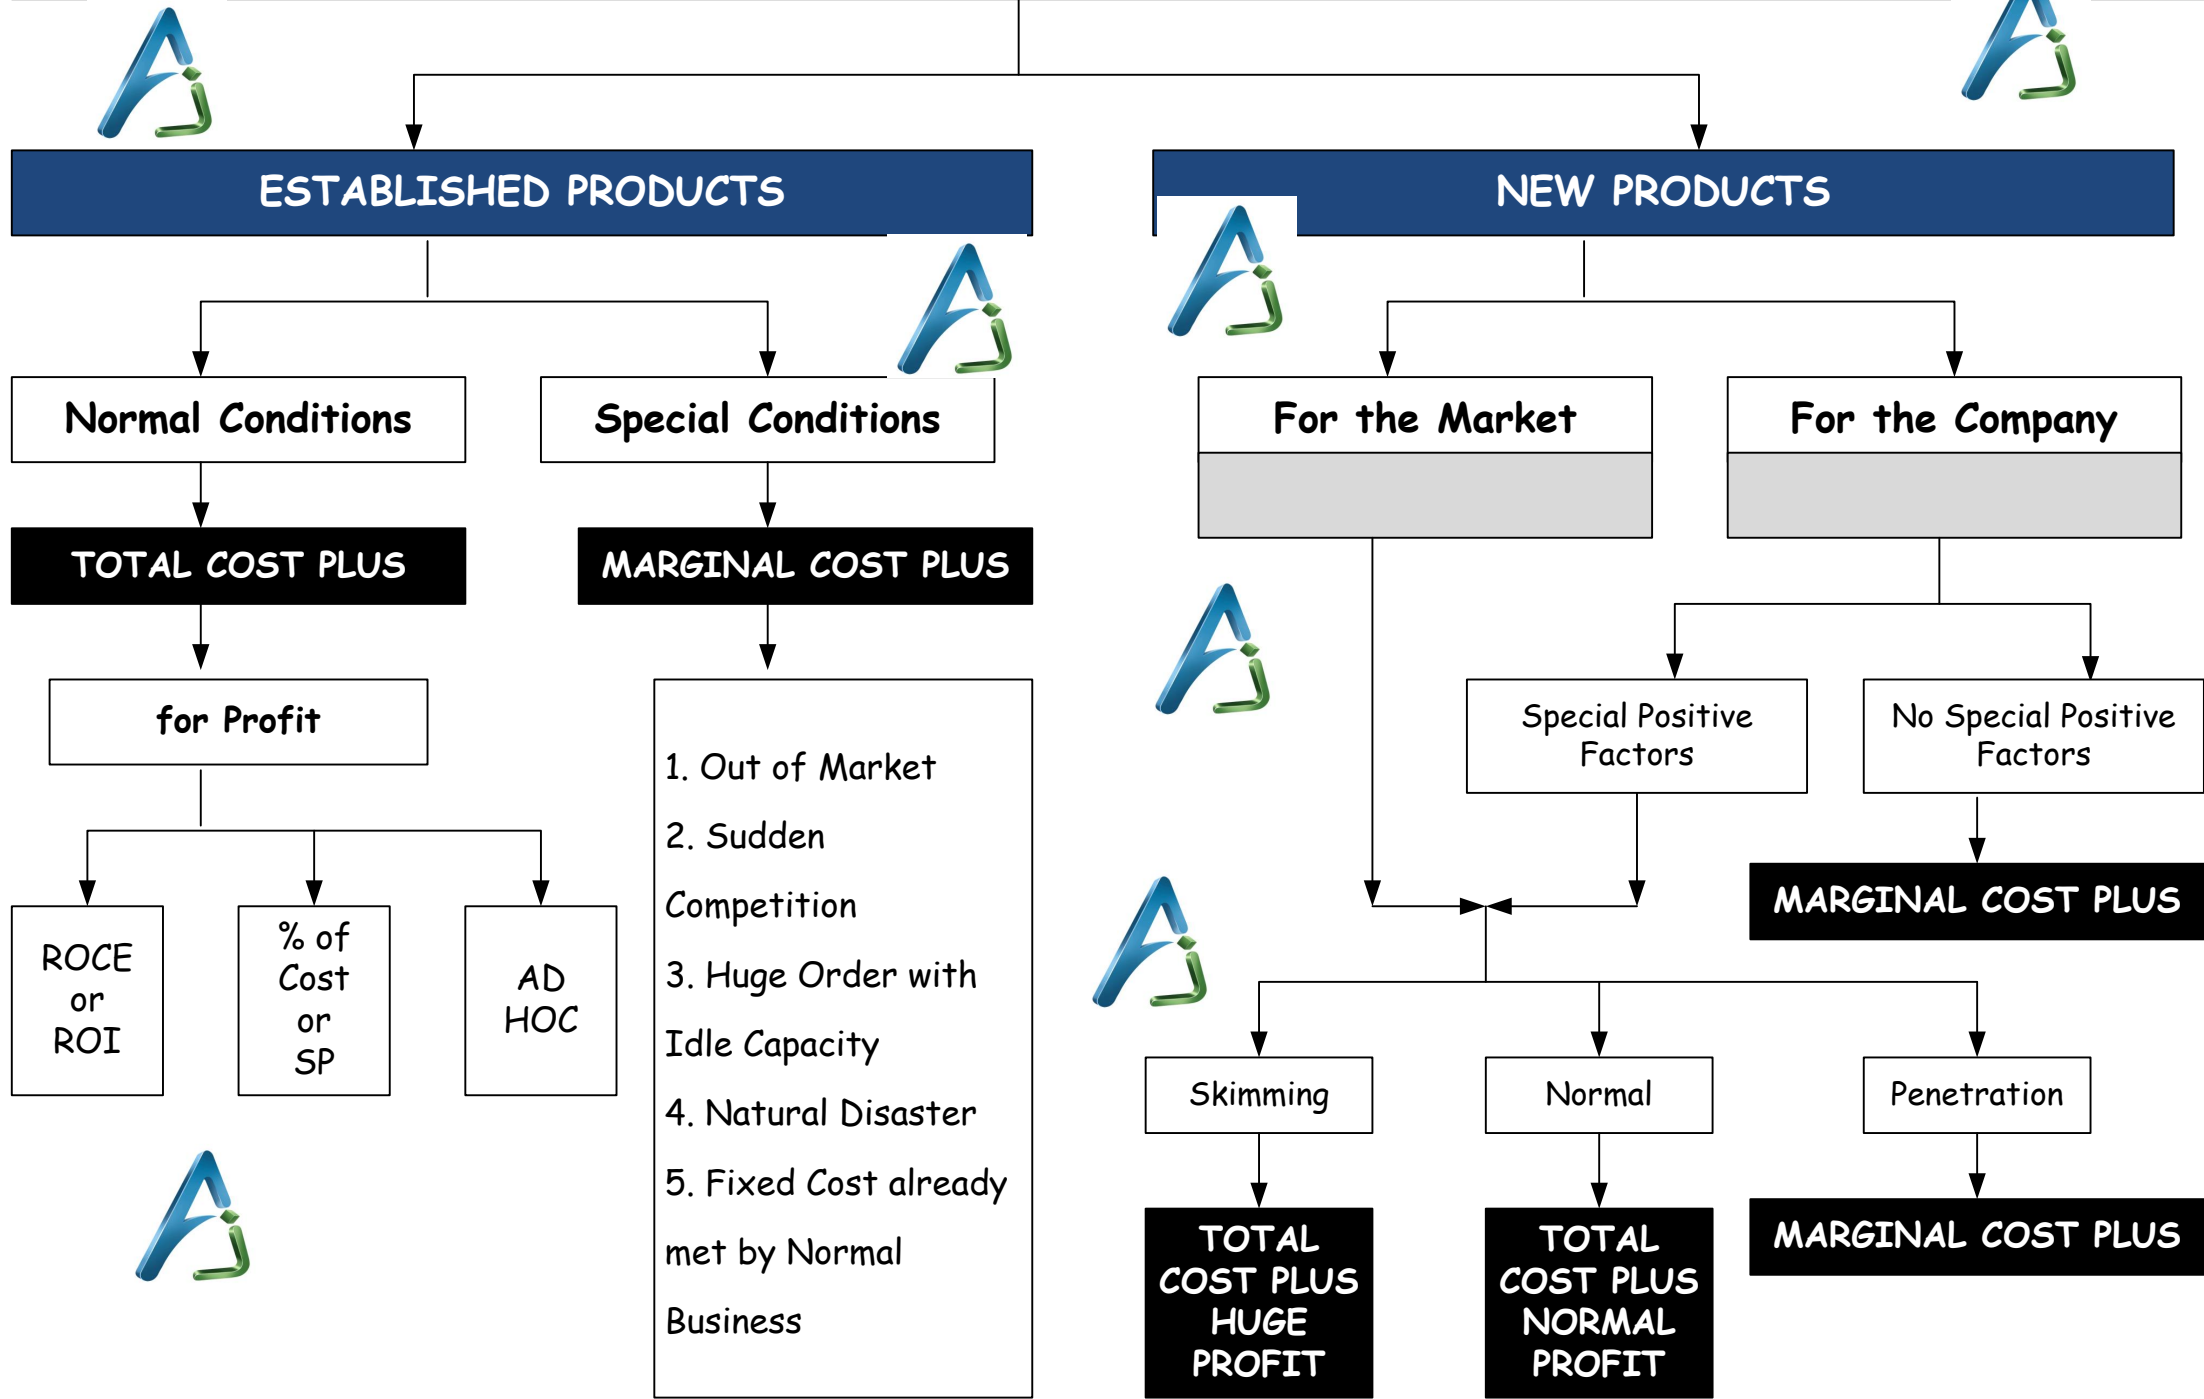 ESTABLISHED PRODUCTS
NEW PRODUCTS
Normal Conditions
Special Conditions
For the Market
For the Company
TOTAL COST PLUS
MARGINAL COST PLUS
for Profit
ROCE
or
ROI
% of
Cost
or
SP
AD
HOC
1. Out of Market
2. Sudden
Competition
3. Huge Order with
Idle Capacity
4. Natural Disaster
5. Fixed Cost already
met by Normal
Business
Special Positive
Factors
No Special Positive
Factors
MARGINAL COST PLUS
Skimming
Normal
Penetration
TOTAL
COST PLUS
HUGE
PROFIT
TOTAL
COST PLUS
NORMAL
PROFIT
MARGINAL COST PLUS